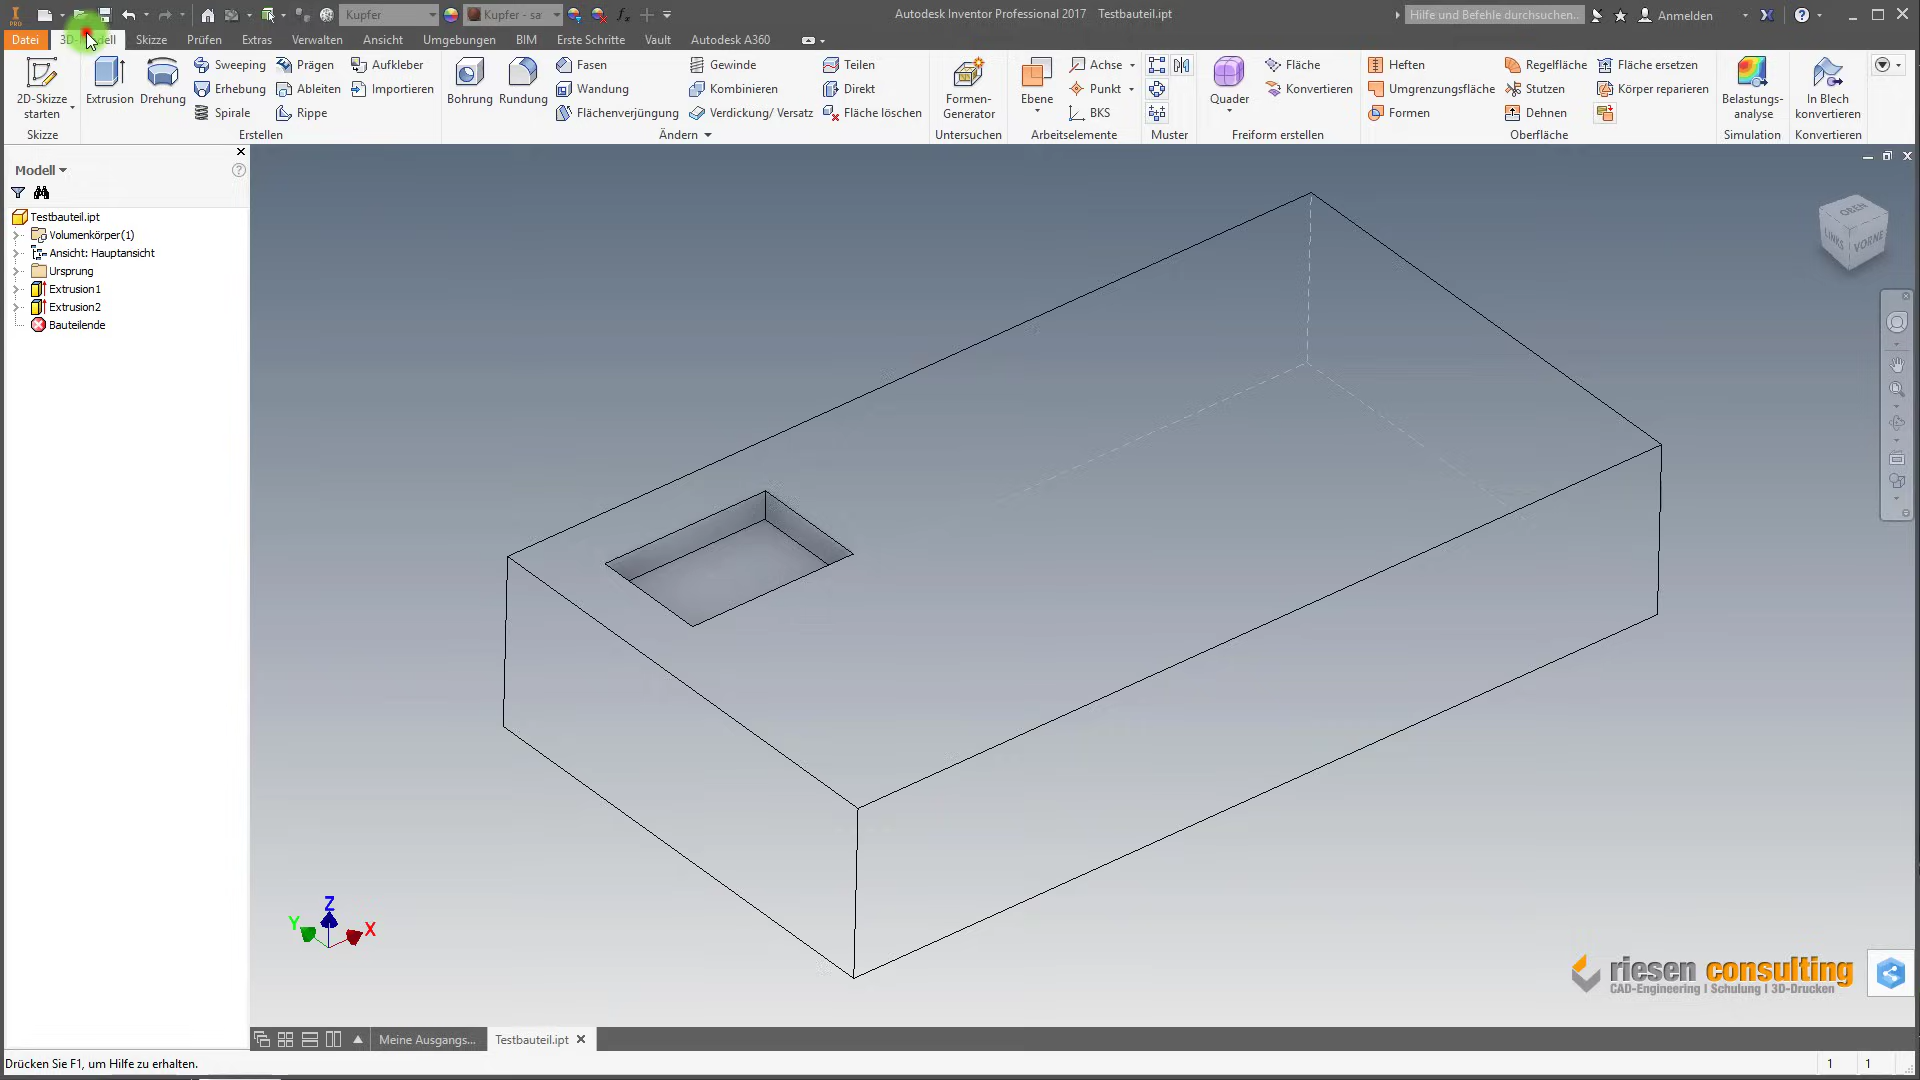 Kupfer
Kupfer - sa
Autodesk Inventor Professional 2017 Testbauteil.ipt
Hilfe und Befehle durchsuchen...
Anmelden
Datei
Skizze
Prüfen
Extras
Verwalten
Ansicht
Umgebungen
BIM
Erste Schritte
Vault
Autodesk A360
2D-Skizze
starten
Skizze
Extrusion
Drehung
Sweeping
Erhebung
Spirale
Prägen
Ableiten
Rippe
Aufkleber
Importieren
Erstellen
Bohrung
Rundung
Fasen
Wandung
Flächenverjüngung
Gewinde
Kombinieren
Verdickung/ Versatz
Teilen
Direkt
Fläche löschen
Ändern
Formen-
Generator
Untersuchen
Ebene
Achse
Punkt
BKS
Arbeitselemente
Muster
Quader
Fläche
Konvertieren
Freiform erstellen
Heften
Umgrenzungsfläche
Formen
Regelfläche
Stutzen
Dehnen
Fläche ersetzen
Körper reparieren
Oberfläche
Belastungs-
analyse
Simulation
In Blech
konvertieren
Konvertieren
Modell
Testbauteil.ipt
Volumenkörper(1)
Ansicht: Hauptansicht
Ursprung
Extrusion1
Extrusion2
Bauteilende
OBEN
LINKS
VORNE
Z
Y
X
riesen consulting
CAD-Engineering I Schulung I 3D-Drucken
Meine Ausgangs...
Testbauteil.ipt
Drücken Sie F1, um Hilfe zu erhalten.
1 1